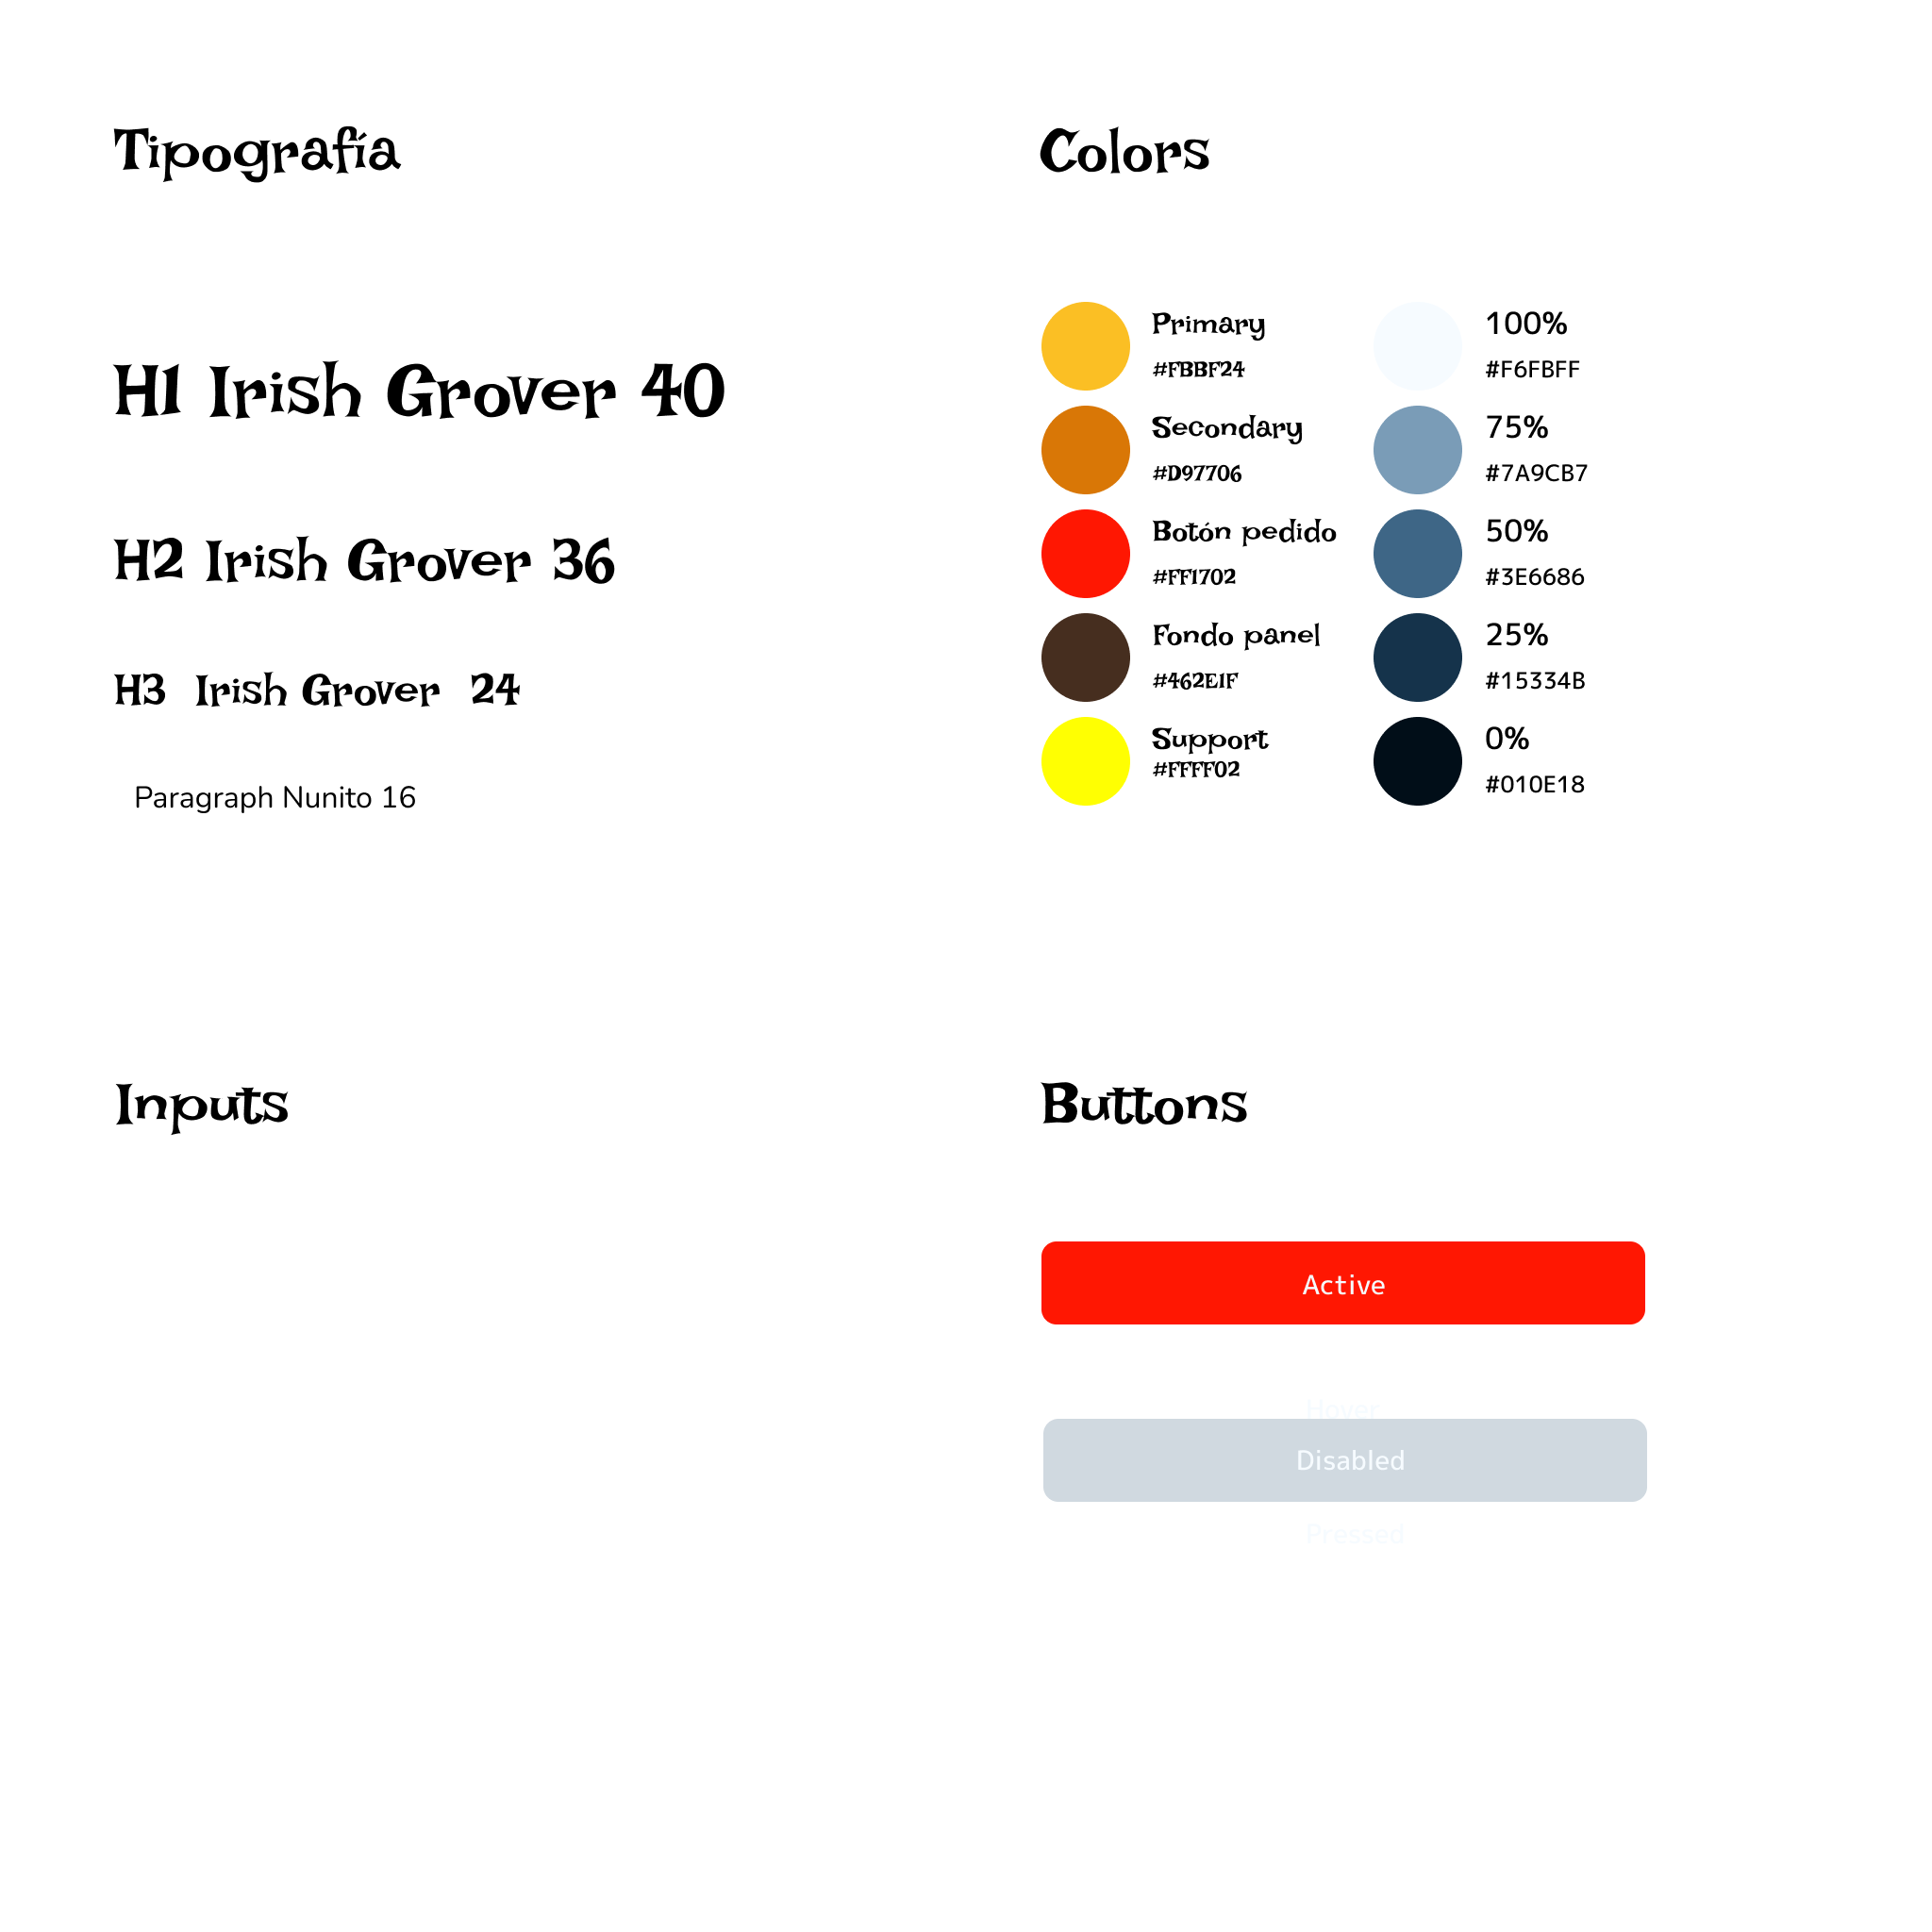 Tipografía
H1 Irish Grover 40
H2 Irish Grover 36
H3 Irish Grover 24
Paragraph Nunito 16
Colors
Primary
#FBBF24
Secondary
#D97706
Botón pedido
#FF1702
Fondo panel
#462E1F
Support
#FFFF02
100%
#F6FBFF
75%
#7A9CB7
50%
#3E6686
25%
#15334B
0%
#010E18
Inputs
Buttons
Active
Hover
Disabled
Pressed